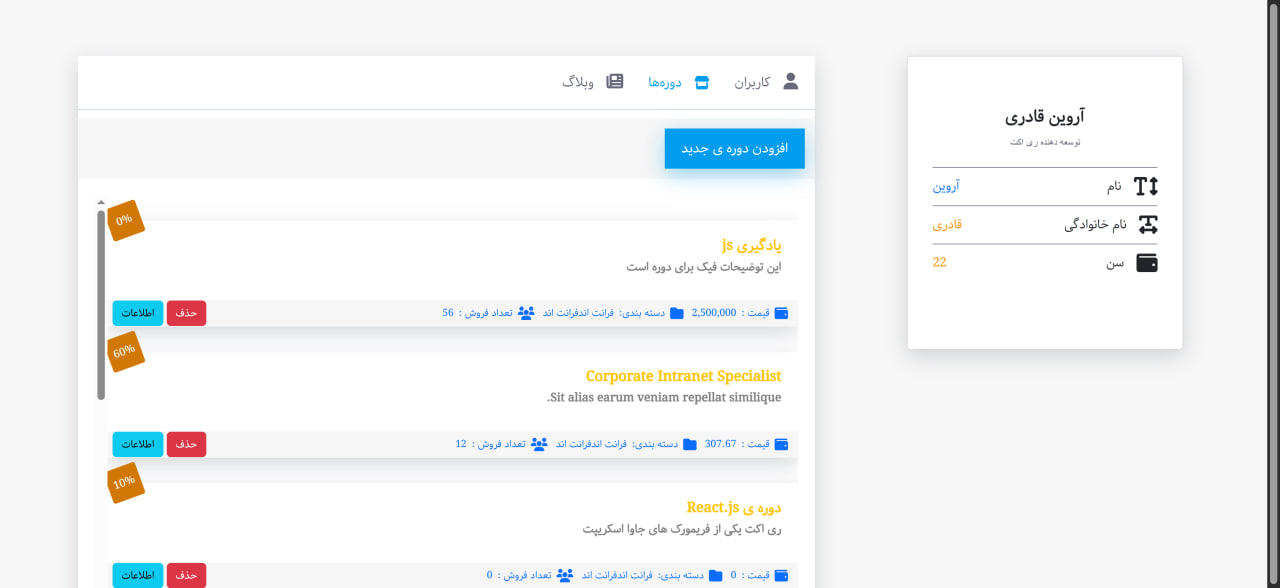 کاربران
دوره‌ها
وبلاگ
افزودن دوره ی جدید
0%
یادگیری js
این توضیحات فیک برای دوره است
قیمت : 2,500,000 دسته بندی: فرانت اندفرانت اند تعداد فروش : 56
حذف
اطلاعات
60%
Corporate Intranet Specialist
Sit alias earum veniam repellat similique.
قیمت : 307.67 دسته بندی: فرانت اندفرانت اند تعداد فروش : 12
حذف
اطلاعات
10%
دوره ی React.js
ری اکت یکی از فریمورک های جاوا اسکریپت
قیمت : 0 دسته بندی: فرانت اندفرانت اند تعداد فروش : 0
حذف
اطلاعات
آروین قادری
توسعه دهنده ری اکت
نام آروین
نام خانوادگی قادری
سن 22